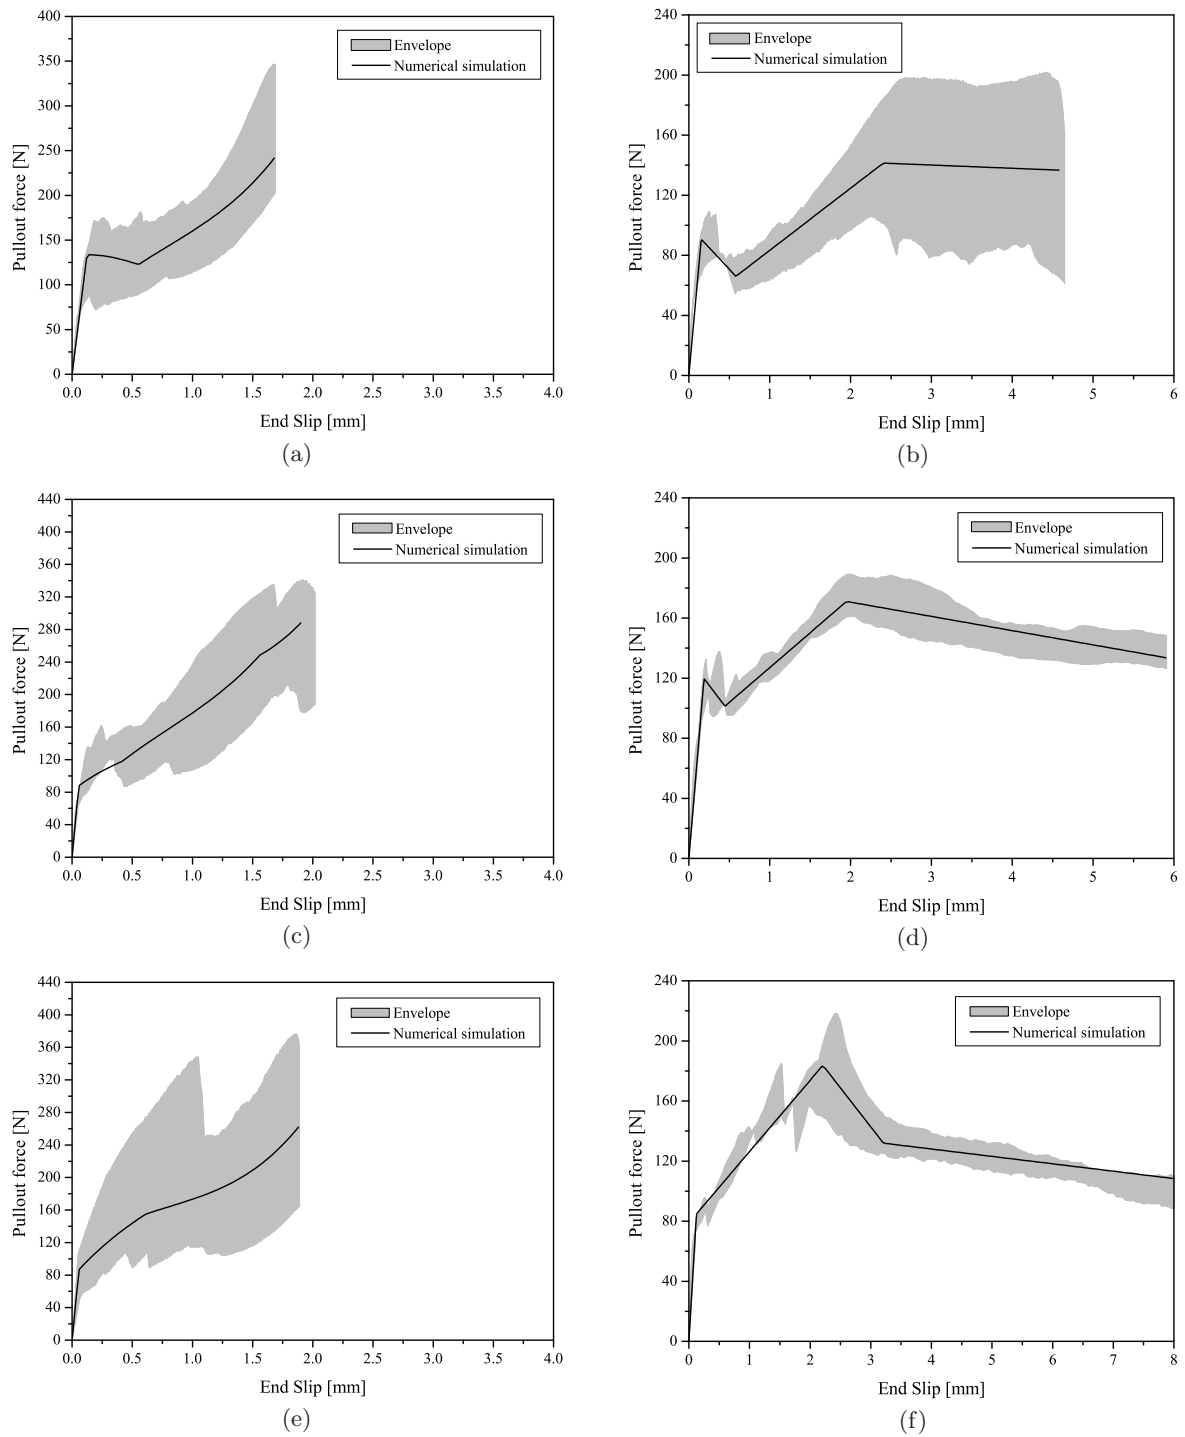 400
350
300
250
200
150
100
50
0
Pullout force [N]
Envelope
Numerical simulation
0.0 0.5 1.0 1.5 2.0 2.5 3.0 3.5 4.0
End Slip [mm]
(a)
240
200
160
120
80
40
0
Pullout force [N]
Envelope
Numerical simulation
0 1 2 3 4 5 6
End Slip [mm]
(b)
440
400
360
320
280
240
200
160
120
80
40
0
Pullout force [N]
Envelope
Numerical simulation
0.0 0.5 1.0 1.5 2.0 2.5 3.0 3.5 4.0
End Slip [mm]
(c)
240
200
160
120
80
40
0
Pullout force [N]
Envelope
Numerical simulation
0 1 2 3 4 5 6
End Slip [mm]
(d)
440
400
360
320
280
240
200
160
120
80
40
0
Pullout force [N]
Envelope
Numerical simulation
0.0 0.5 1.0 1.5 2.0 2.5 3.0 3.5 4.0
End Slip [mm]
(e)
240
200
160
120
80
40
0
Pullout force [N]
Envelope
Numerical simulation
0 1 2 3 4 5 6 7 8
End Slip [mm]
(f)